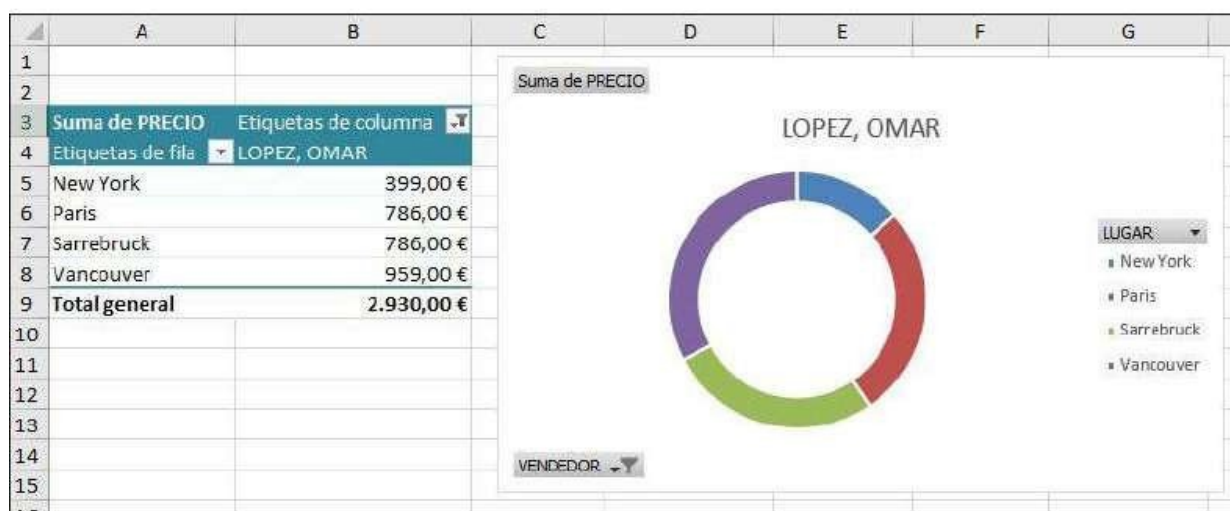 A B C D E F G
1
2
3 Suma de PRECIO Etiquetas de columna
4 Etiquetas de fila LOPEZ, OMAR
5 New York 399,00 €
6 Paris 786,00 €
7 Sarrebruck 786,00 €
8 Vancouver 959,00 €
9 Total general 2.930,00 €
10
11
12
13
14
15
Suma de PRECIO
LOPEZ, OMAR
LUGAR
New York
Paris
Sarrebruck
Vancouver
VENDEDOR